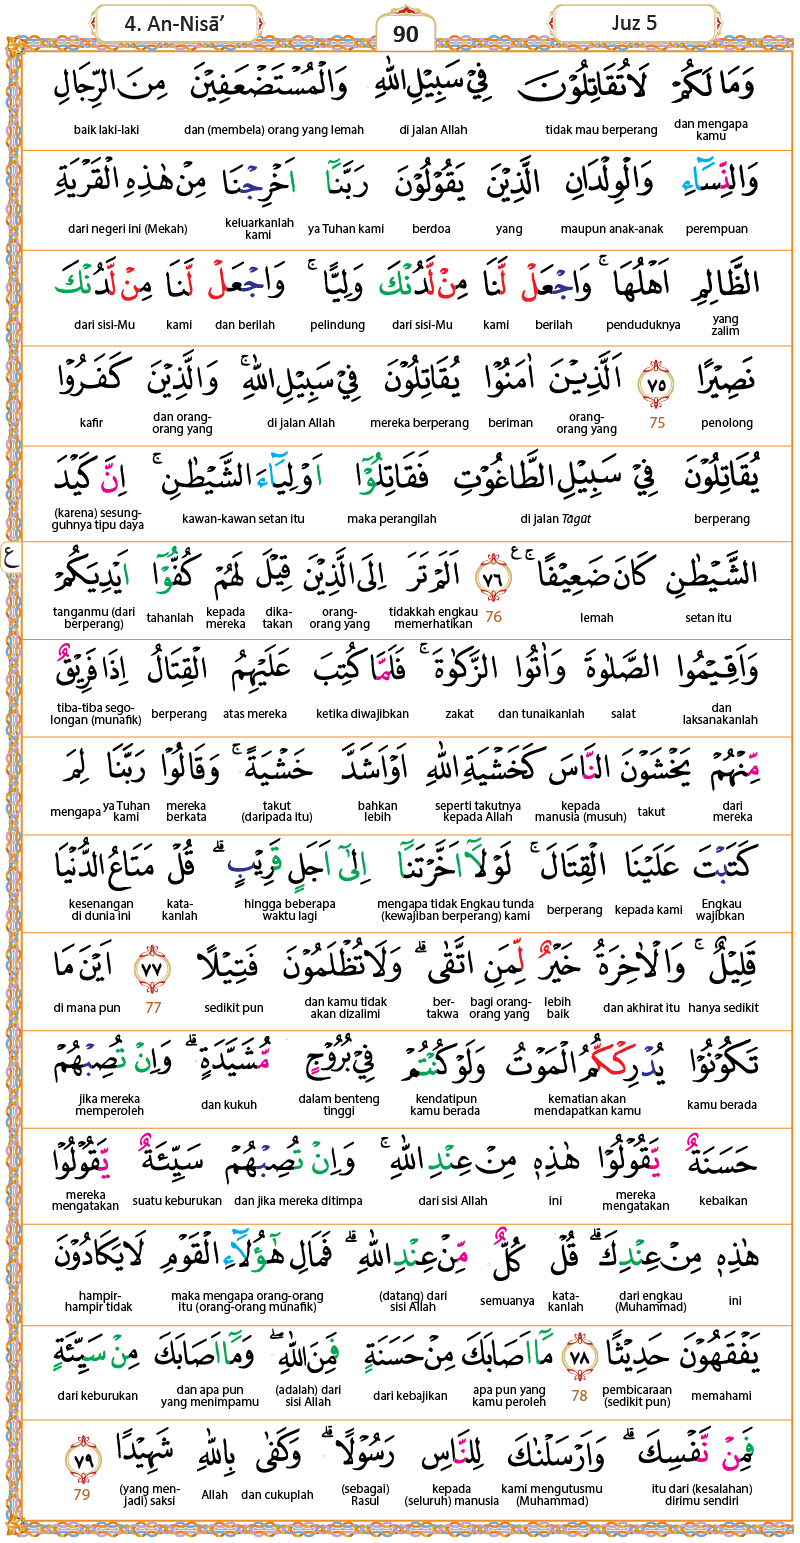 4. An-Nisā’
90
Juz 5
وَمَا لَكُمْ لَا تُقَاتِلُوْنَ فِيْ سَبِيْلِ اللّٰهِ وَالْمُسْتَضْعَفِيْنَ مِنَ الرِّجَالِ
dan mengapa kamu tidak mau berperang di jalan Allah dan (membela) orang yang lemah baik laki-laki
وَالنِّسَاۤءِ وَالْوِلْدَانِ الَّذِيْنَ يَقُوْلُوْنَ رَبَّنَآ اَخْرِجْنَا مِنْ هٰذِهِ الْقَرْيَةِ
perempuan maupun anak-anak yang berdoa ya Tuhan kami keluarkanlah kami dari negeri ini (Mekah)
الظَّالِمِ اَهْلُهَاۚ وَاجْعَلْ لَّنَا مِنْ لَّدُنْكَ وَلِيًّاۚ وَاجْعَلْ لَّنَا مِنْ لَّدُنْكَ
yang zalim penduduknya berilah kami dari sisi-Mu pelindung dan berilah kami dari sisi-Mu
نَصِيْرًا ٧٥ اَلَّذِيْنَ اٰمَنُوْا يُقَاتِلُوْنَ فِيْ سَبِيْلِ اللّٰهِۚ وَالَّذِيْنَ كَفَرُوْا
penolong 75 orang-orang yang beriman mereka berperang di jalan Allah dan orang-orang yang kafir
يُقَاتِلُوْنَ فِيْ سَبِيْلِ الطَّاغُوْتِ فَقَاتِلُوْٓا اَوْلِيَاۤءَ الشَّيْطٰنِۚ اِنَّ كَيْدَ
berperang di jalan Tāgūt maka perangilah kawan-kawan setan itu (karena) sesungguhnya tipu daya
الشَّيْطٰنِ كَانَ ضَعِيْفًاۚ ࣖ ٧٦ اَلَمْ تَرَ اِلَى الَّذِيْنَ قِيْلَ لَهُمْ كُفُّوْٓا اَيْدِيَكُمْ
ع
setan itu lemah 76 tidakkah engkau memerhatikan orang-orang yang dikatakan kepada mereka tahanlah tanganmu (dari berperang)
وَاَقِيْمُوا الصَّلٰوةَ وَاٰتُوا الزَّكٰوةَۚ فَلَمَّا كُتِبَ عَلَيْهِمُ الْقِتَالُ اِذَا فَرِيْقٌ
dan laksanakanlah salat dan tunaikanlah zakat ketika diwajibkan atas mereka berperang tiba-tiba segolongan (munafik)
مِّنْهُمْ يَخْشَوْنَ النَّاسَ كَخَشْيَةِ اللّٰهِ اَوْ اَشَدَّ خَشْيَةًۚ وَقَالُوْا رَبَّنَا لِمَ
dari mereka takut kepada manusia (musuh) seperti takutnya kepada Allah bahkan lebih takut (daripada itu) mereka berkata ya Tuhan kami mengapa
كَتَبْتَ عَلَيْنَا الْقِتَالَۚ لَوْلَآ اَخَّرْتَنَآ اِلٰٓى اَجَلٍ قَرِيْبٍۗ قُلْ مَتَاعُ الدُّنْيَا
Engkau wajibkan kepada kami berperang mengapa tidak Engkau tunda (kewajiban berperang) kami hingga beberapa waktu lagi katakanlah kesenangan di dunia ini
قَلِيْلٌۚ وَالْاٰخِرَةُ خَيْرٌ لِّمَنِ اتَّقٰىۗ وَلَا تُظْلَمُوْنَ فَتِيْلًا ٧٧ اَيْنَ مَا
hanya sedikit dan akhirat itu lebih baik bagi orang-orang yang bertakwa dan kamu tidak akan dizalimi sedikit pun 77 di mana pun
تَكُوْنُوْا يُدْرِكْكُّمُ الْمَوْتُ وَلَوْ كُنْتُمْ فِيْ بُرُوْجٍ مُّشَيَّدَةٍۗ وَاِنْ تُصِبْهُمْ
kamu berada kematian akan mendapatkan kamu kendatipun kamu berada dalam benteng tinggi dan kukuh jika mereka memperoleh
حَسَنَةٌ يَّقُوْلُوْا هٰذِهٖ مِنْ عِنْدِ اللّٰهِۚ وَاِنْ تُصِبْهُمْ سَيِّئَةٌ يَّقُوْلُوْا
kebaikan mereka mengatakan ini dari sisi Allah dan jika mereka ditimpa suatu keburukan mereka mengatakan
هٰذِهٖ مِنْ عِنْدِكَۗ قُلْ كُلٌّ مِّنْ عِنْدِ اللّٰهِۗ فَمَالِ هٰٓؤُلَاۤءِ الْقَوْمِ لَا يَكَادُوْنَ
ini dari engkau (Muhammad) katakanlah semuanya (datang) dari sisi Allah maka mengapa orang-orang itu (orang-orang munafik) hampir-hampir tidak
يَفْقَهُوْنَ حَدِيْثًا ٧٨ مَآ اَصَابَكَ مِنْ حَسَنَةٍ فَمِنَ اللّٰهِۖ وَمَآ اَصَابَكَ مِنْ سَيِّئَةٍ
memahami pembicaraan (sedikit pun) 78 apa pun yang kamu peroleh dari kebajikan (adalah) dari sisi Allah dan apa pun yang menimpamu dari keburukan
فَمِنْ نَّفْسِكَۗ وَاَرْسَلْنٰكَ لِلنَّاسِ رَسُوْلًاۗ وَكَفٰى بِاللّٰهِ شَهِيْدًا ٧٩
itu dari (kesalahan) dirimu sendiri kami mengutusmu (Muhammad) kepada (seluruh) manusia (sebagai) Rasul dan cukuplah Allah (yang menjadi) saksi 79